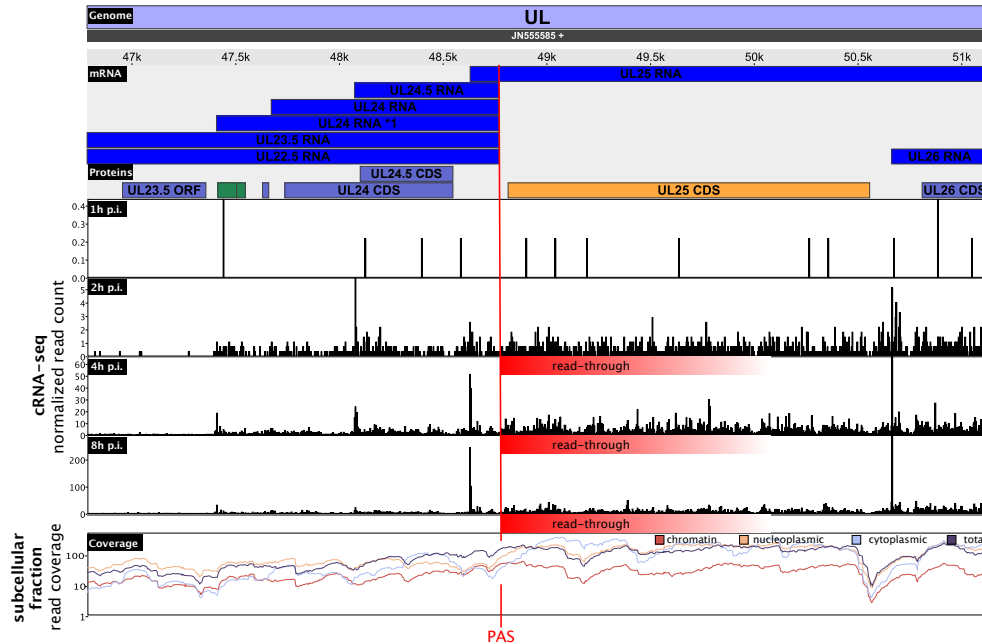 Genome
UL
JN555585 +
47k 47.5k 48k 48.5k 49k 49.5k 50k 50.5k 51k
mRNA
UL25 RNA
UL24.5 RNA
UL24 RNA
UL24 RNA *1
UL23.5 RNA
UL22.5 RNA
UL26 RNA
Proteins
UL24.5 CDS
UL23.5 ORF
UL24 CDS
UL25 CDS
UL26 CDS
1h p.i.
0.4
0.3
0.2
0.1
0.0
2h p.i.
5
4
3
2
1
0
read-through
4h p.i.
60
50
40
30
20
10
0
read-through
8h p.i.
200
100
0
read-through
cRNA-seq
normalized read count
Coverage
chromatin nucleoplasmic cytoplasmic tota
100
10
1
subcellular
fraction
read coverage
PAS